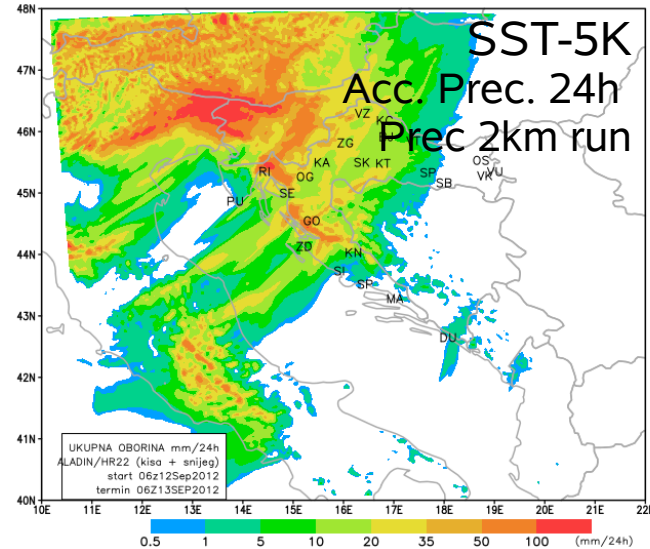 48N
SST-5K
47N
Acc. Prec. 24h
VZ
KC
46N
Prec 2km run
ZG
BJ
OS
RI
KA
SK
KT
SP
VU
OG
VK
SB
45N
PU
SE
GO
44N
ZD
KN
SI
SP
MA
43N
DU
42N
41N
UKUPNA OBORINA mm/24h
ALADIN/HR22 (kisa + snijeg)
start 06z12Sep2012
termin 06Z13SEP2012
40N
10E 11E 12E 13E 14E 15E 16E 17E 18E 19E 20E 21E 22E
0.5 1 5 10 20 35 50 100 (mm/24h)